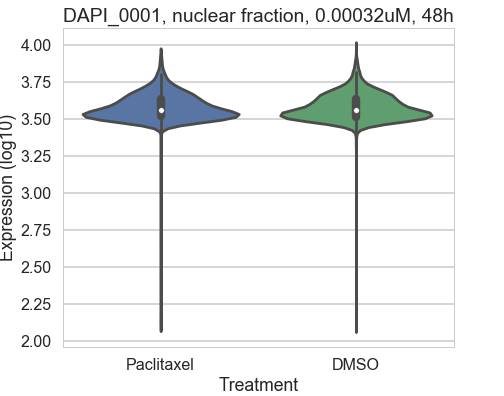 DAPI_0001, nuclear fraction, 0.00032uM, 48h
4.00
3.75
3.50
3.25
3.00
2.75
2.50
2.25
2.00
Expression (log10)
Paclitaxel DMSO
Treatment